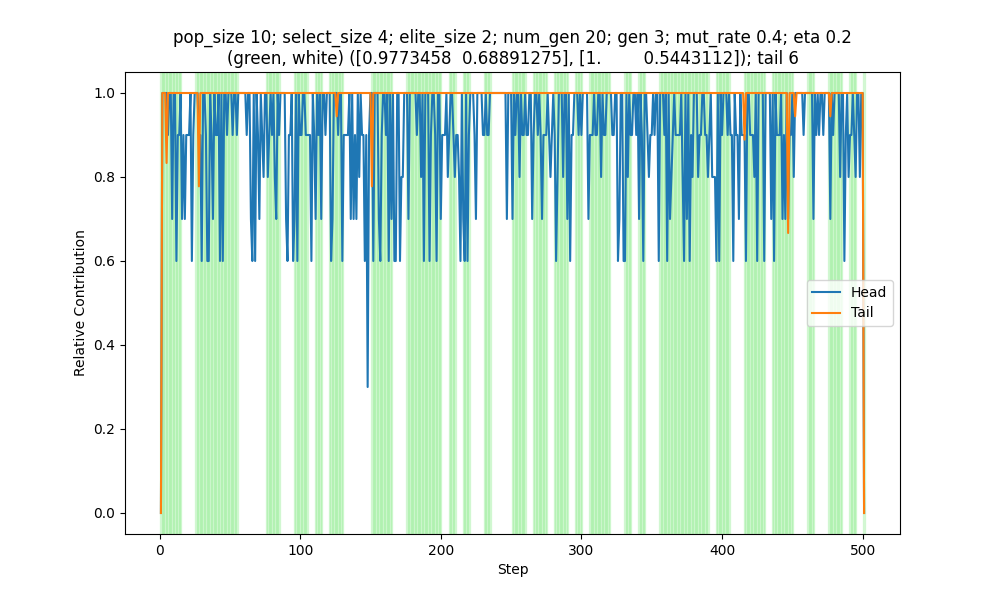 pop_size 10; select_size 4; elite_size 2; num_gen 20; gen 3; mut_rate 0.4; eta 0.2
(green, white) ([0.9773458  0.68891275], [1.         0.5443112]); tail 6
1.0
0.8
0.6
0.4
0.2
0.0
Relative Contribution
Head
Tail
0
100
200
300
400
500
Step